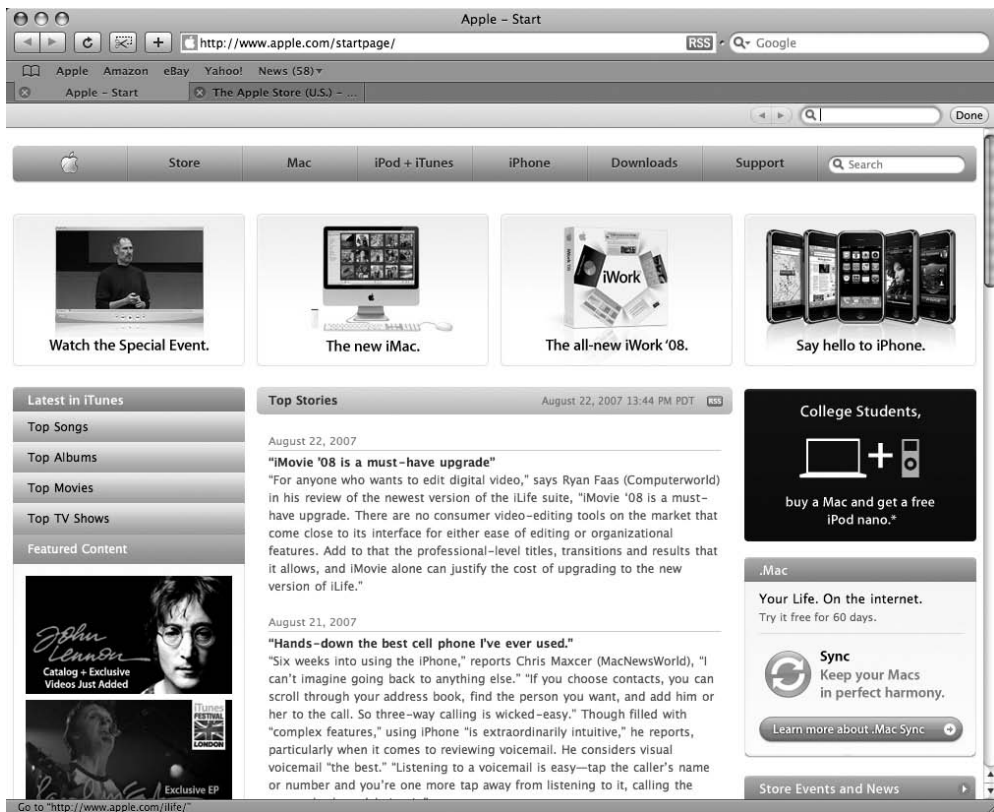 Apple – Start
http://www.apple.com/startpage/
RSS
Google
Apple Amazon eBay Yahoo! News (58)
Apple – Start
The Apple Store (U.S.) – ...
Done
Store
Mac
iPod + iTunes
iPhone
Downloads
Support
Search
Watch the Special Event.
The new iMac.
iWork
iWork '08
The all-new iWork '08.
Say hello to iPhone.
Latest in iTunes
Top Songs
Top Albums
Top Movies
Top TV Shows
Featured Content
John
Lennon
Catalog + Exclusive
Videos Just Added
iTunes
FESTIVAL
LONDON
Exclusive EP
Top Stories
August 22, 2007 13:44 PM PDT
RSS
August 22, 2007
"iMovie '08 is a must-have upgrade"
"For anyone who wants to edit digital video," says Ryan Faas (Computerworld)
in his review of the newest version of the iLife suite, "iMovie '08 is a must-
have upgrade. There are no consumer video-editing tools on the market that
come close to its interface for either ease of editing or organizational
features. Add to that the professional-level titles, transitions and results that
it allows, and iMovie alone can justify the cost of upgrading to the new
version of iLife."
August 21, 2007
"Hands-down the best cell phone I've ever used."
"Six weeks into using the iPhone," reports Chris Maxcer (MacNewsWorld), "I
can't imagine going back to anything else." "If you choose contacts, you can
scroll through your address book, find the person you want, and add him or
her to the call. So three-way calling is wicked-easy." Though filled with
"complex features," using iPhone "is extraordinarily intuitive," he reports,
particularly when it comes to reviewing voicemail. He considers visual
voicemail "the best." "Listening to a voicemail is easy—tap the caller's name
or number and you're one more tap away from listening to it, calling the
College Students,
buy a Mac and get a free
iPod nano.*
.Mac
Your Life. On the internet.
Try it free for 60 days.
Sync
Keep your Macs
in perfect harmony.
Learn more about .Mac Sync
Store Events and News
Go to "http://www.apple.com/ilife/"